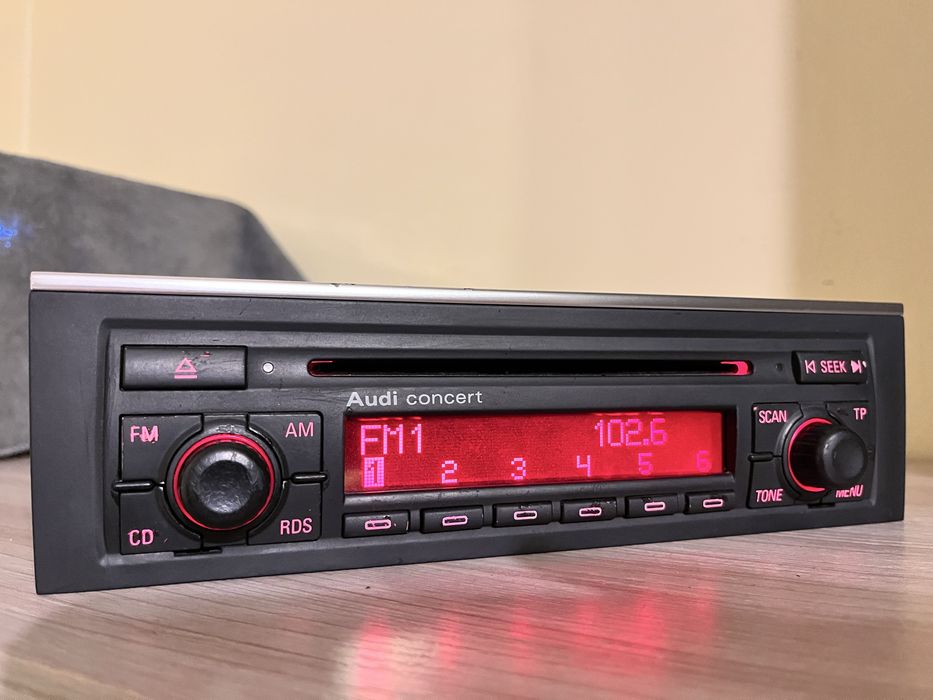 SEEK
Audi concert
FM AM
FM1 102.6
SCAN TP
1 2 3 4 5 6
CD RDS
TONE MENU